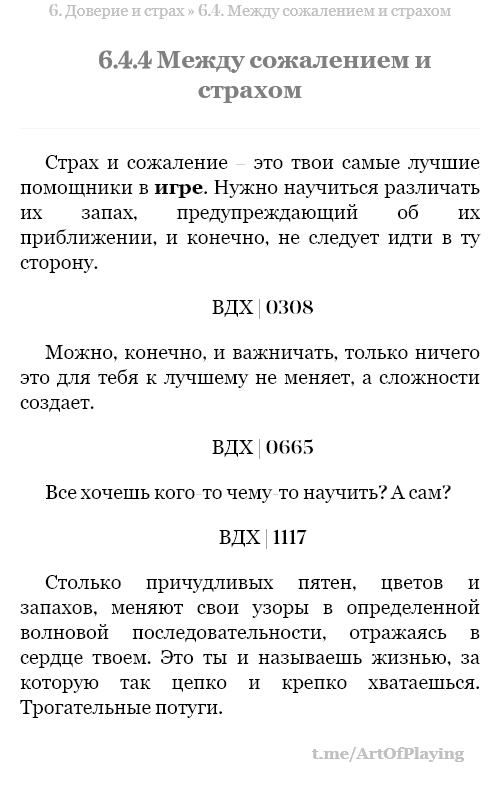 6. Доверие и страх » 6.4. Между сожалением и страхом
6.4.4 Между сожалением и
страхом
Страх и сожаление – это твои самые лучшие
помощники в игре. Нужно научиться различать
их запах, предупреждающий об их
приближении, и конечно, не следует идти в ту
сторону.
ВДХ | 0308
Можно, конечно, и важничать, только ничего
это для тебя к лучшему не меняет, а сложности
создает.
ВДХ | 0665
Все хочешь кого-то чему-то научить? А сам?
ВДХ | 1117
Столько причудливых пятен, цветов и
запахов, меняют свои узоры в определенной
волновой последовательности, отражаясь в
сердце твоем. Это ты и называешь жизнью, за
которую так цепко и крепко хватаешься.
Трогательные потуги.
t.me/ArtOfPlaying